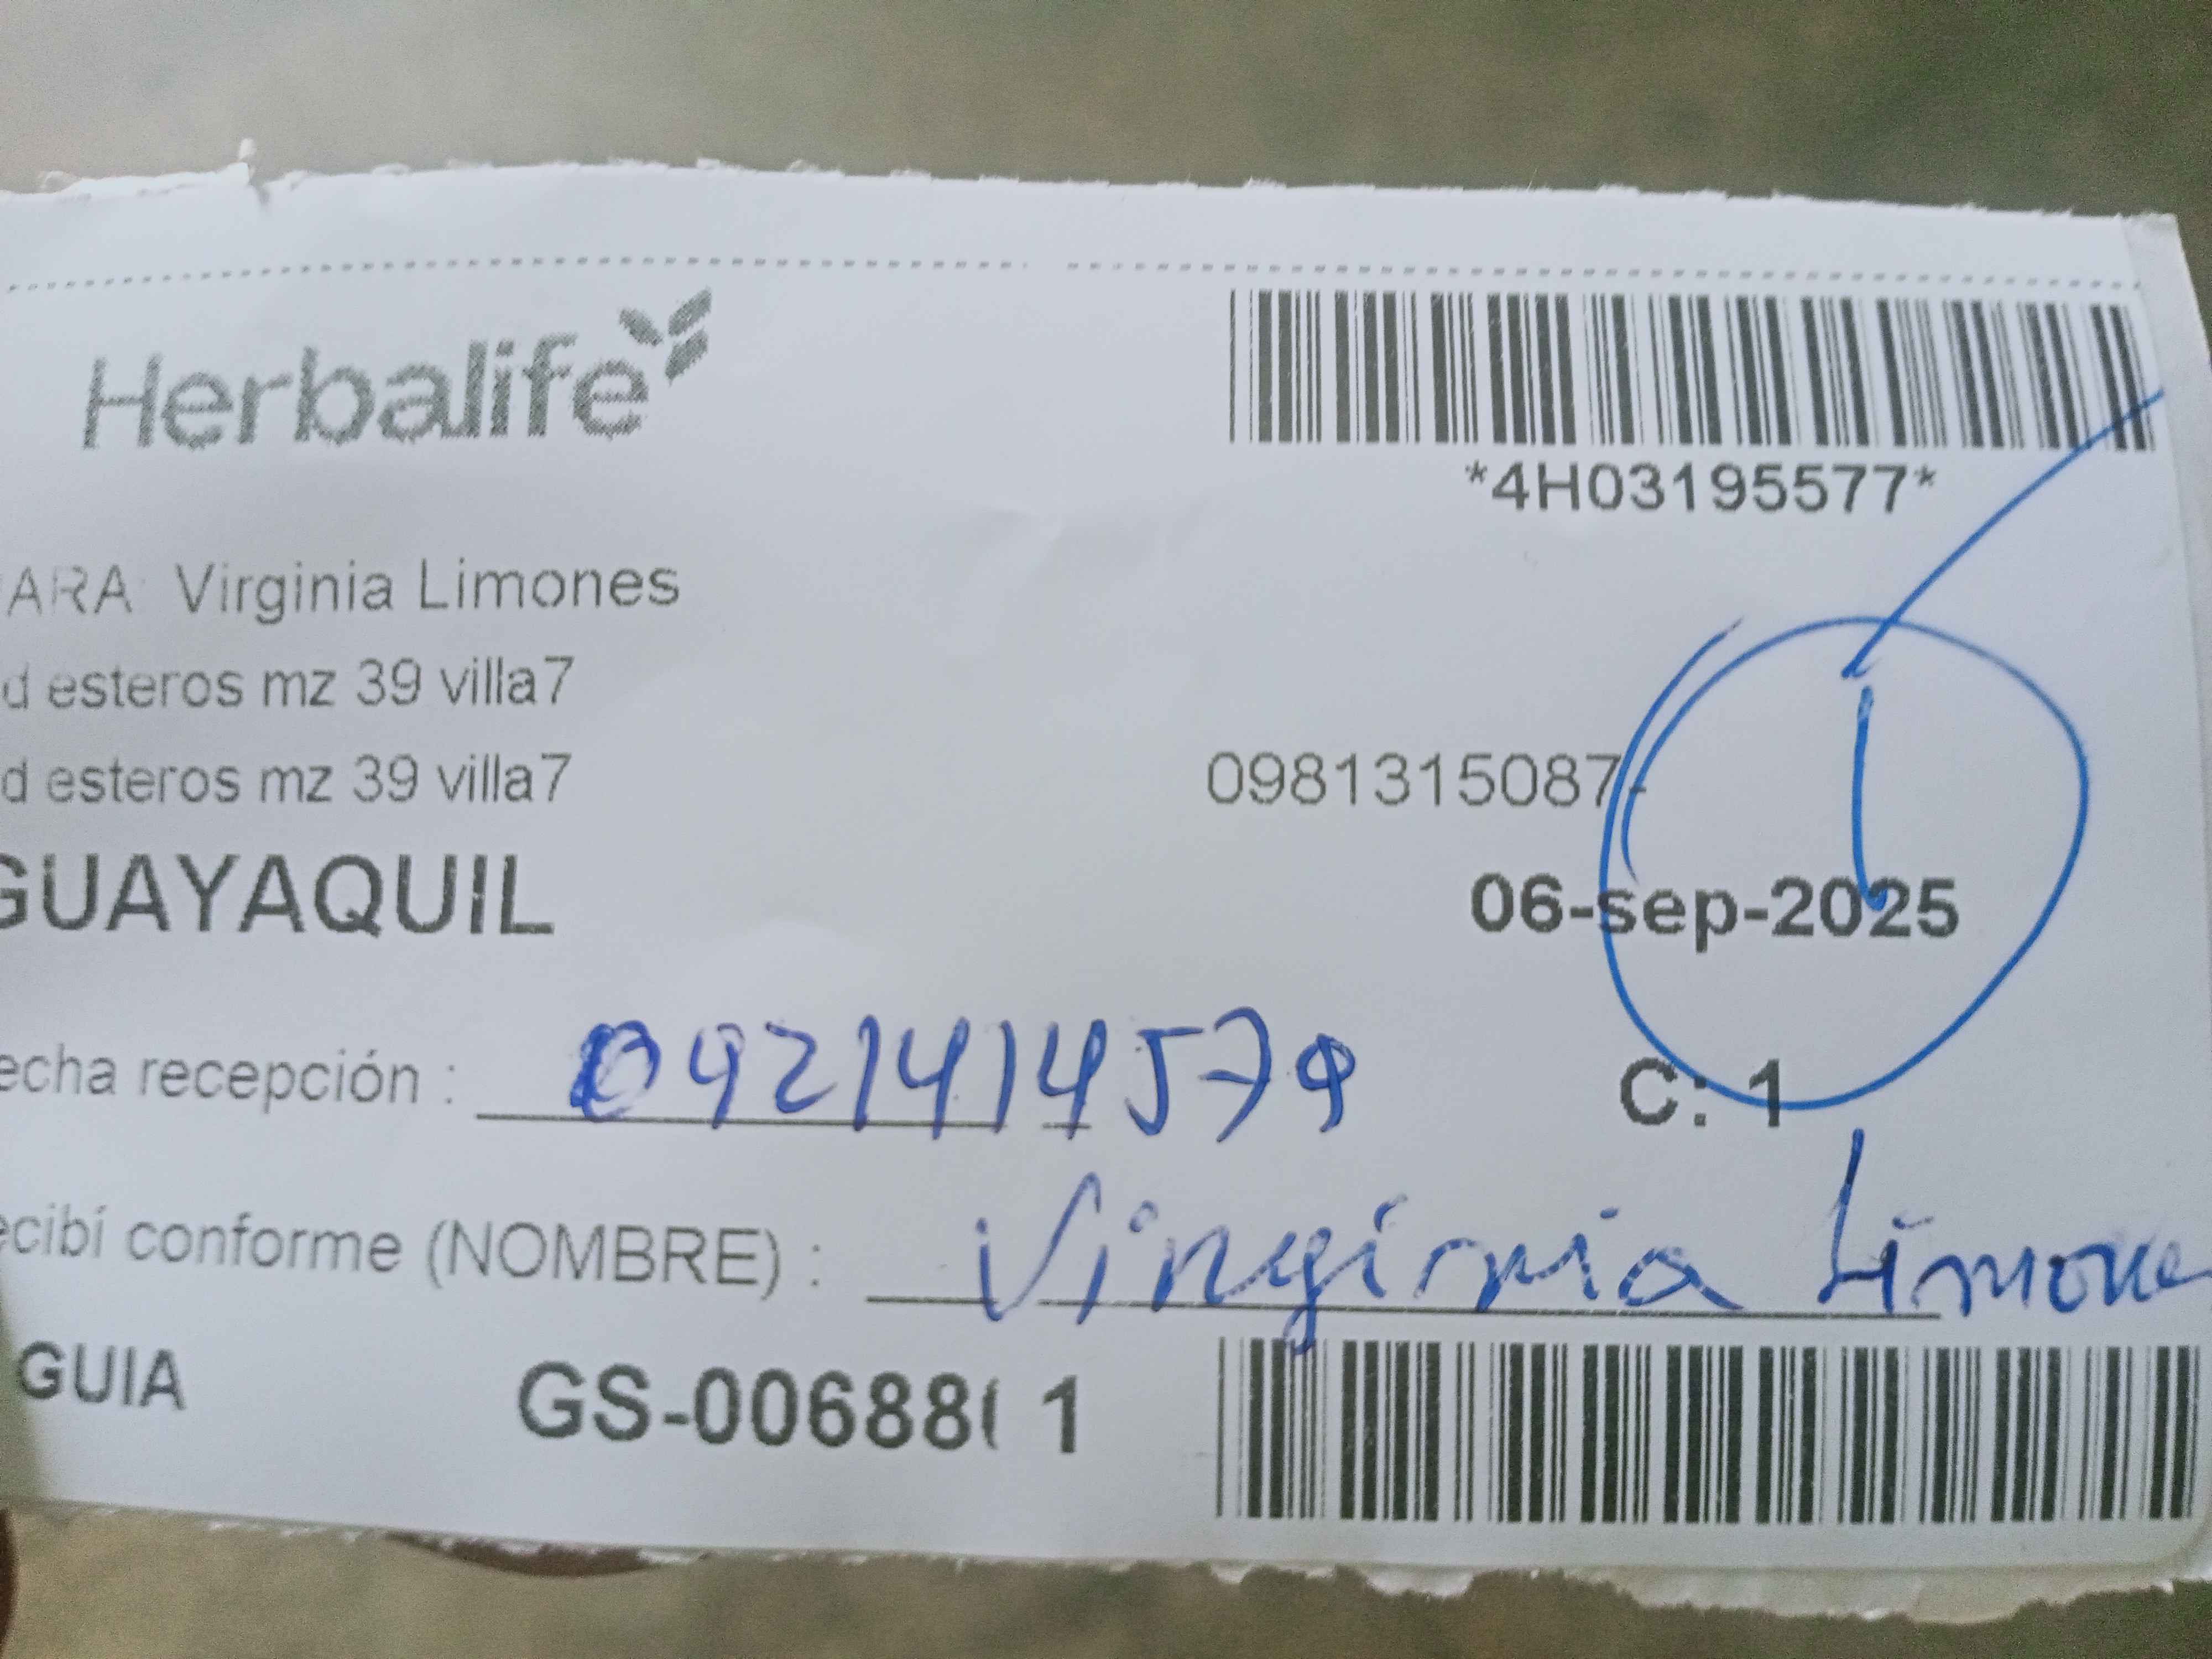 Herbalife
*4H03195577*
ARA: Virginia Limones
d esteros mz 39 villa7
d esteros mz 39 villa7 0981315087-
GUAYAQUIL 06-sep-2025
echa recepción : 0921414579 C: 1
ecibí conforme (NOMBRE) : Virginia Limone
GUIA GS-00688 1